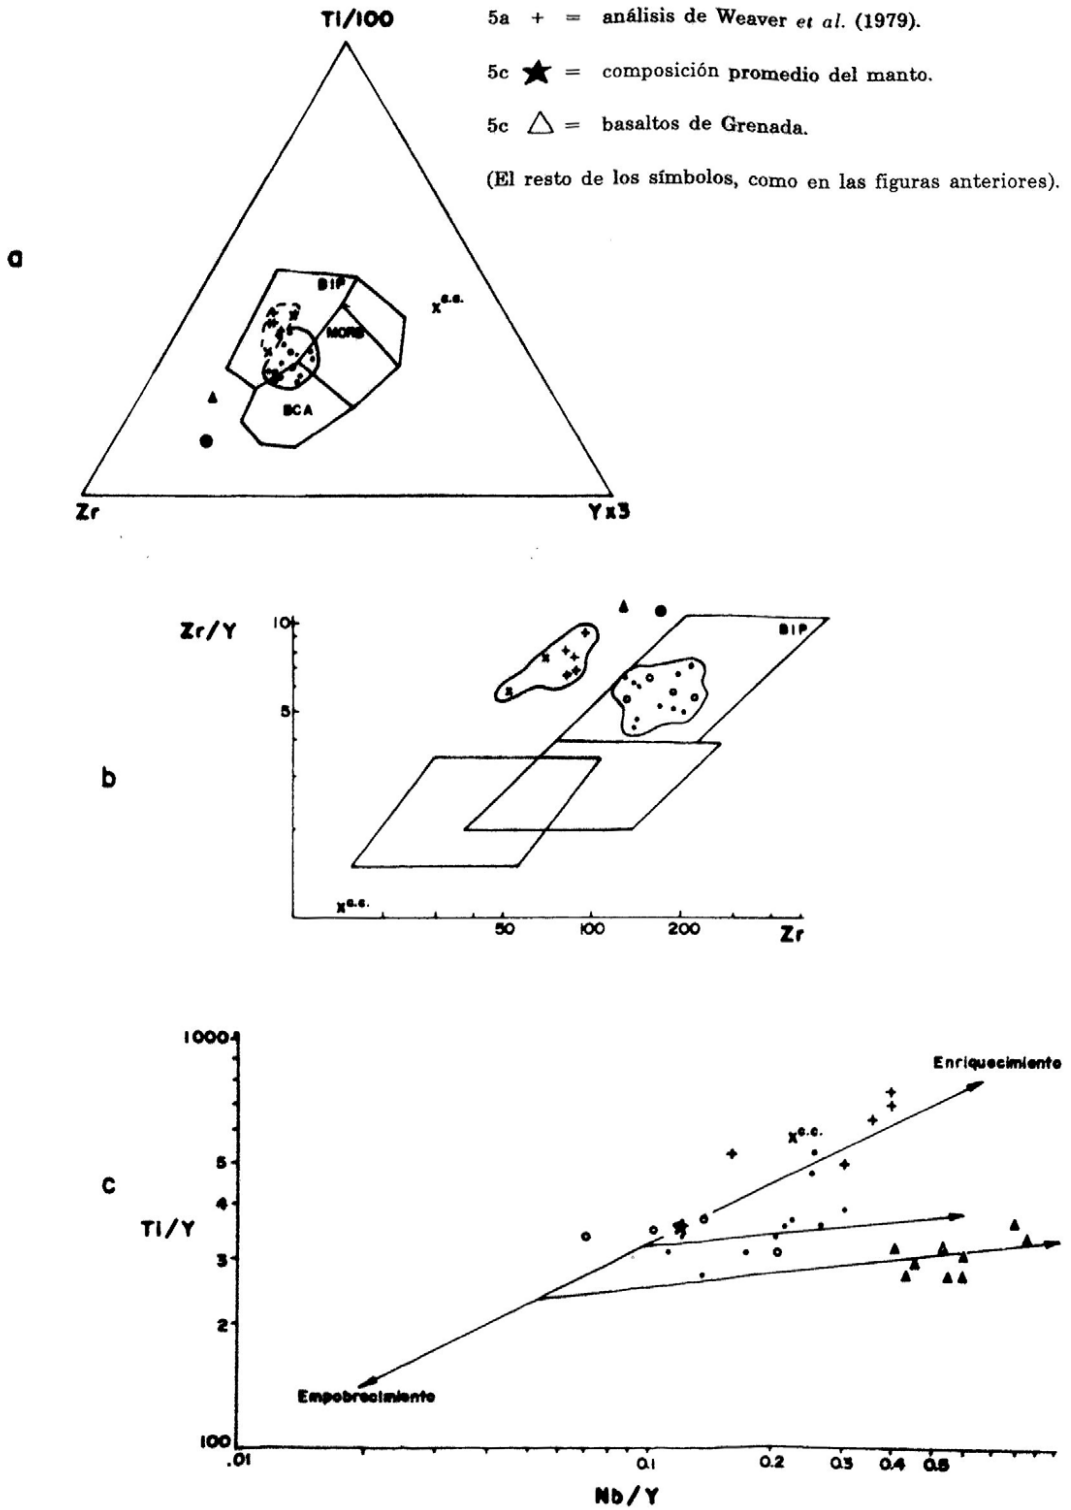 Ti/100
5a + = análisis de Weaver et al. (1979).
5c ★ = composición promedio del manto.
5c △ = basaltos de Grenada.
(El resto de los símbolos, como en las figuras anteriores).
a
BIP
x c.c.
MORB
BCA
Zr
Yx3
Zr/Y
10
BIP
5
b
x c.c.
50 100 200
Zr
1000
Enriquecimiento
x c.c.
5
c
4
Ti/Y
3
2
Empobrecimiento
100
.01 0.1 0.2 0.3 0.4 0.5
Nb/Y